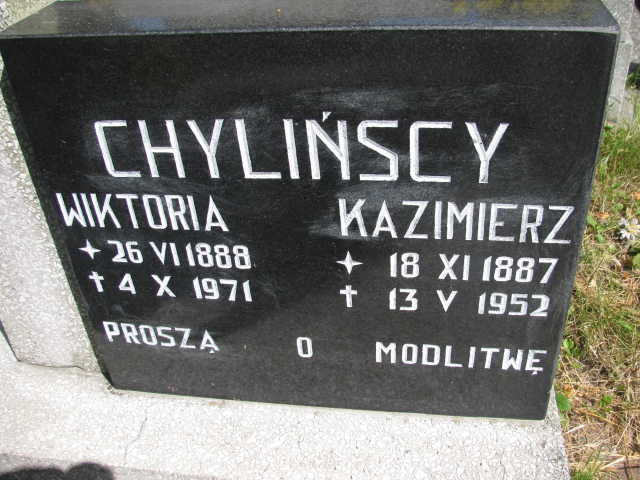 CHYLIŃSCY
WIKTORIA KAZIMIERZ
26 VI 1888 18 XI 1887
† 4 X 1971 † 13 V 1952
PROSZĄ O MODLITWĘ